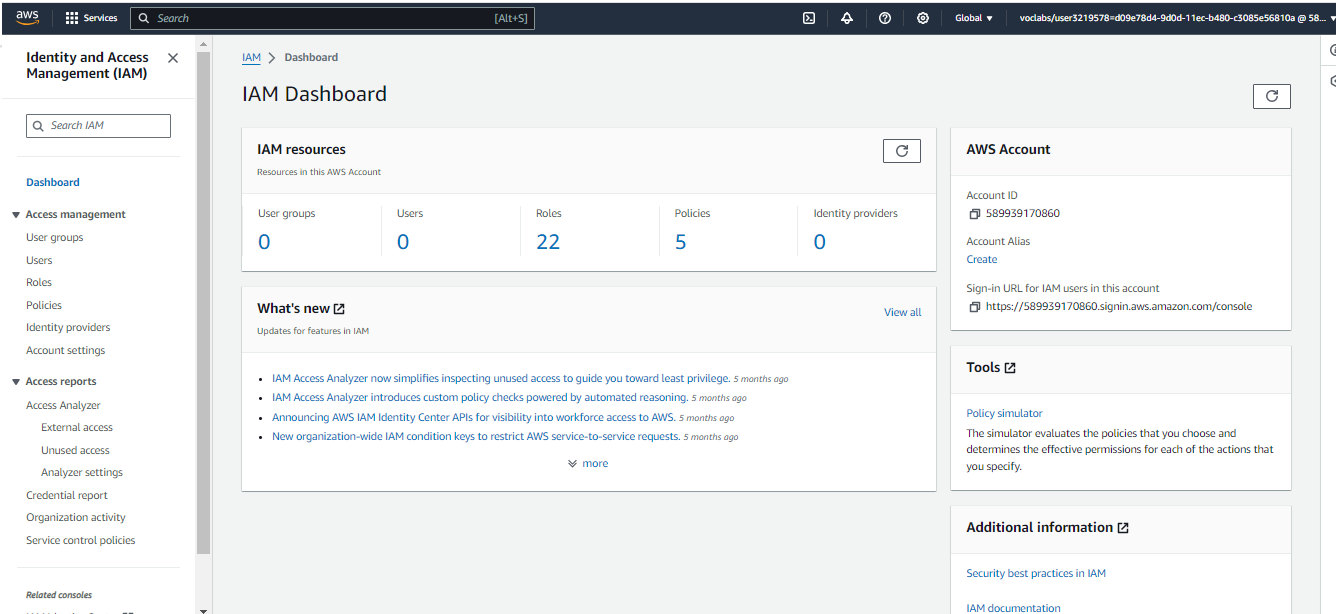 aws Services Search [Alt+S] Global voclabs/user3219578=d09e78d4-9d0d-11ec-b480-c3085e56810a @ 58...
Identity and Access
Management (IAM)
Search IAM
Dashboard
Access management
User groups
Users
Roles
Policies
Identity providers
Account settings
Access reports
Access Analyzer
External access
Unused access
Analyzer settings
Credential report
Organization activity
Service control policies
Related consoles
IAM Dashboard
IAM resources
Resources in this AWS Account
User groups
0
Users
0
Roles
22
Policies
5
Identity providers
0
What's new
Updates for features in IAM
View all
IAM Access Analyzer now simplifies inspecting unused access to guide you toward least privilege. 5 months ago
IAM Access Analyzer introduces custom policy checks powered by automated reasoning. 5 months ago
Announcing AWS IAM Identity Center APIs for visibility into workforce access to AWS. 5 months ago
New organization-wide IAM condition keys to restrict AWS service-to-service requests. 5 months ago
more
AWS Account
Account ID
589939170860
Account Alias
Create
Sign-in URL for IAM users in this account
https://589939170860.signin.aws.amazon.com/console
Tools
Policy simulator
The simulator evaluates the policies that you choose and
determines the effective permissions for each of the actions that
you specify.
Additional information
Security best practices in IAM
IAM documentation